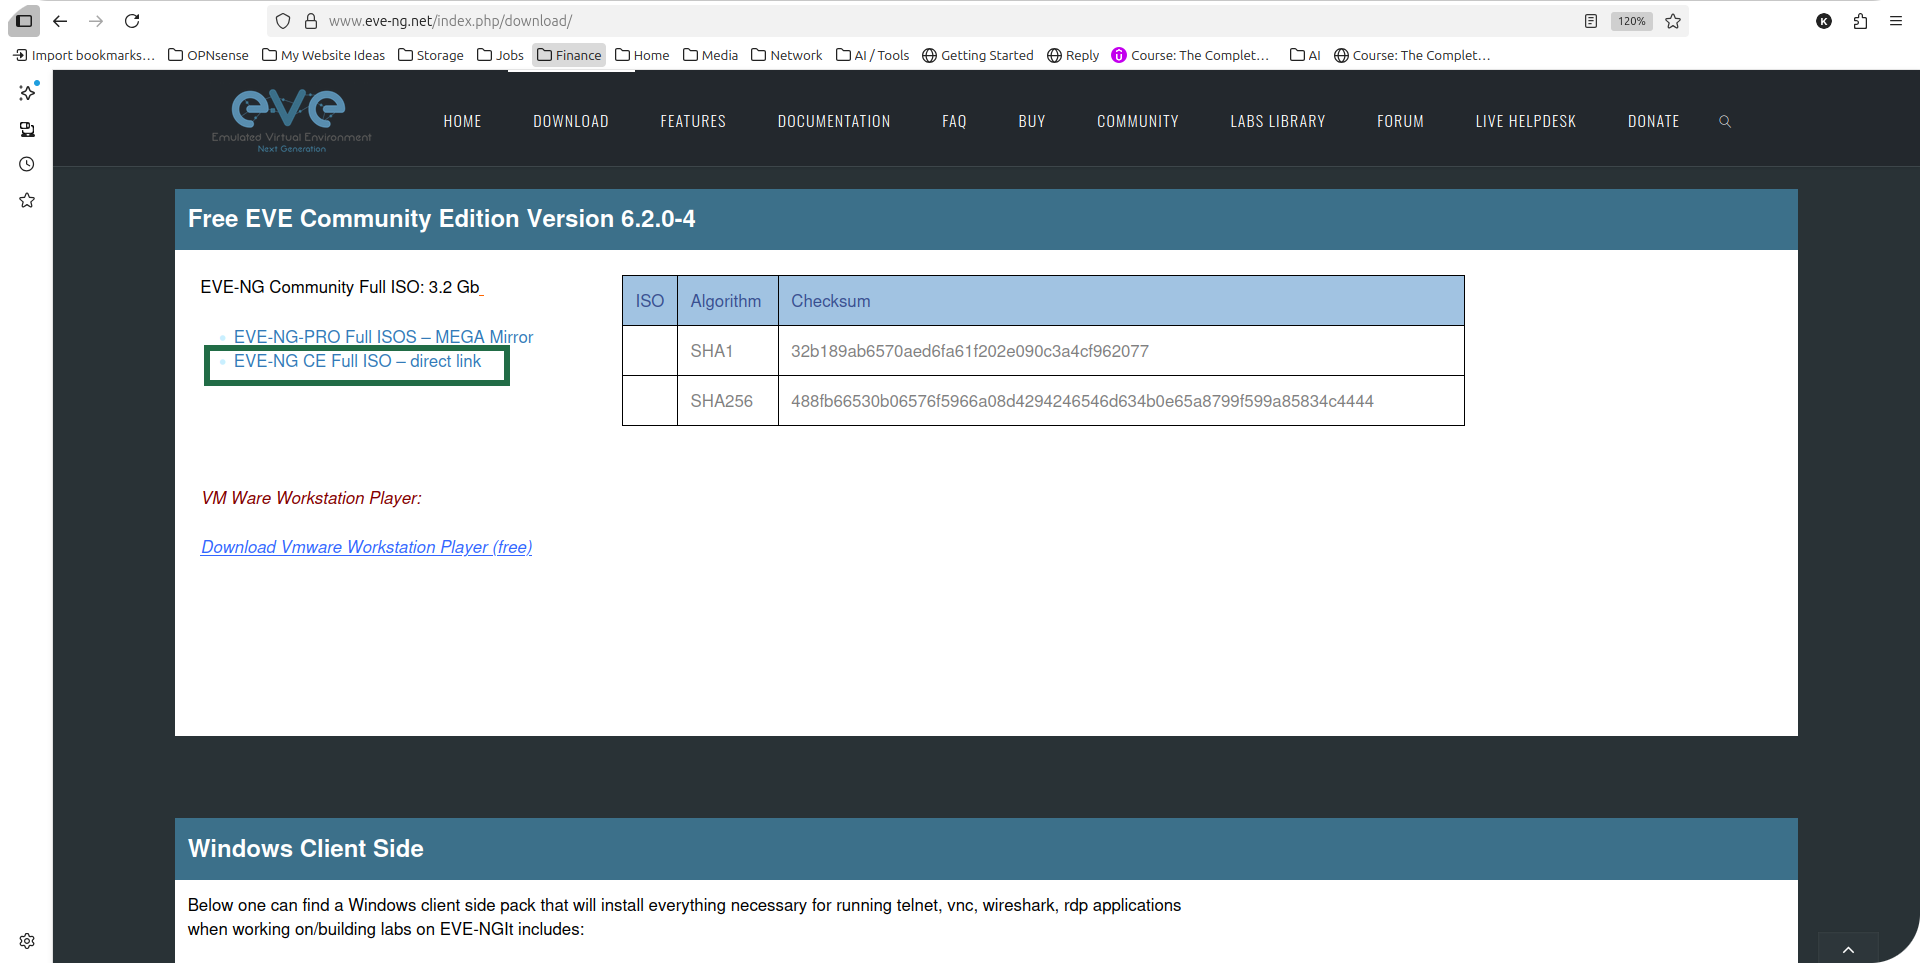 www.eve-ng.net/index.php/download/
120%
K
Import bookmarks...
OPNsense
My Website Ideas
Storage
Jobs
Finance
Home
Media
Network
AI / Tools
Getting Started
Reply
Course: The Complet...
AI
Course: The Complet...
eve
Emulated Virtual Environment
Next Generation
HOME
DOWNLOAD
FEATURES
DOCUMENTATION
FAQ
BUY
COMMUNITY
LABS LIBRARY
FORUM
LIVE HELPDESK
DONATE
Free EVE Community Edition Version 6.2.0-4
EVE-NG Community Full ISO: 3.2 Gb
EVE-NG-PRO Full ISOS – MEGA Mirror
EVE-NG CE Full ISO – direct link
ISO Algorithm Checksum
SHA1 32b189ab6570aed6fa61f202e090c3a4cf962077
SHA256 488fb66530b06576f5966a08d4294246546d634b0e65a8799f599a85834c4444
VM Ware Workstation Player:
Download Vmware Workstation Player (free)
Windows Client Side
Below one can find a Windows client side pack that will install everything necessary for running telnet, vnc, wireshark, rdp applications
when working on/building labs on EVE-NGIt includes: